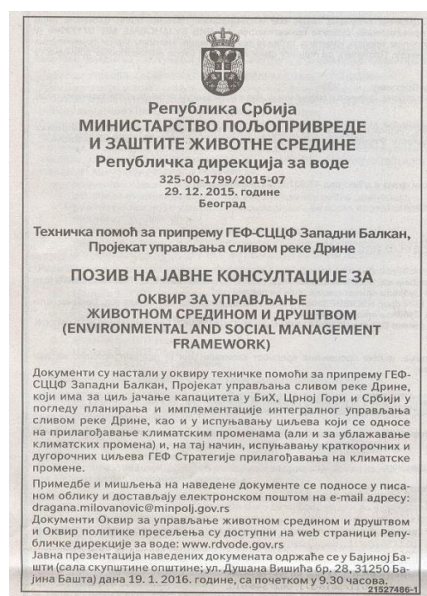 Република Србија
МИНИСТАРСТВО ПОЉОПРИВРЕДЕ
И ЗАШТИТЕ ЖИВОТНЕ СРЕДИНЕ
Републичка дирекција за воде
325-00-1799/2015-07
29. 12. 2015. године
Београд
Техничка помоћ за припрему ГЕФ-СЦЦФ Западни Балкан,
Пројекат управљања сливом реке Дрине
ПОЗИВ НА ЈАВНЕ КОНСУЛТАЦИЈЕ ЗА
ОКВИР ЗА УПРАВЉАЊЕ
ЖИВОТНОМ СРЕДИНОМ И ДРУШТВОМ
(ENVIRONMENTAL AND SOCIAL MANAGEMENT
FRAMEWORK)
Документи су настали у оквиру техничке помоћи за припрему ГЕФ-
СЦЦФ Западни Балкан, Пројекат управљања сливом реке Дрине,
који има за циљ јачање капацитета у БиХ, Црној Гори и Србији у
погледу планирања и имплементације интегралног управљања
сливом реке Дрине, као и у испуњавању циљева који се односе
на прилагођавање климатским променама (али и за ублажавање
климатских промена) и, на тај начин, испуњавању краткорочних и
дугорочних циљева ГЕФ Стратегије прилагођавања на климатске
промене.
Примедбе и мишљења на наведене документе се подносе у писа-
ном облику и достављају електронском поштом на e-mail адресу:
dragana.milovanovic@minpolj.gov.rs
Документи Оквир за управљање животном средином и друштвом
и Оквир политике пресељења су доступни на web страници Репу-
бличке дирекције за воде: www.rdvode.gov.rs
Јавна презентација наведених докумената одржаће се у Бајиној Ба-
шти (сала скупштине општине; ул. Душана Вишића бр. 28, 31250 Ба-
јина Башта) дана 19. 1. 2016. године, са почетком у 9.30 часова.
21527486-1